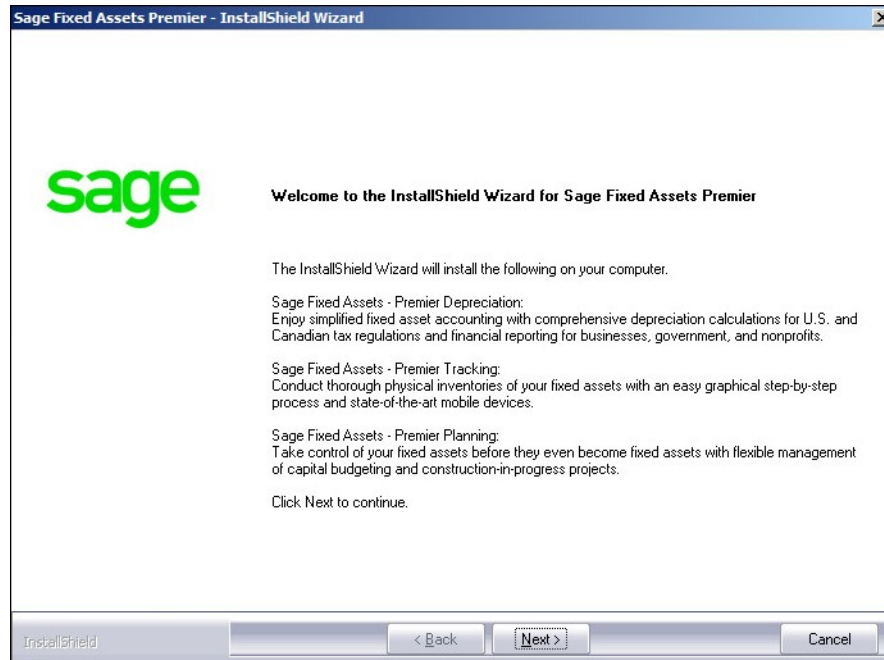 Sage Fixed Assets Premier - InstallShield Wizard
sage
Welcome to the InstallShield Wizard for Sage Fixed Assets Premier
The InstallShield Wizard will install the following on your computer.
Sage Fixed Assets - Premier Depreciation:
Enjoy simplified fixed asset accounting with comprehensive depreciation calculations for U.S. and
Canadian tax regulations and financial reporting for businesses, government, and nonprofits.
Sage Fixed Assets - Premier Tracking:
Conduct thorough physical inventories of your fixed assets with an easy graphical step-by-step
process and state-of-the-art mobile devices.
Sage Fixed Assets - Premier Planning:
Take control of your fixed assets before they even become fixed assets with flexible management
of capital budgeting and construction-in-progress projects.
Click Next to continue.
InstallShield
< Back
Next >
Cancel